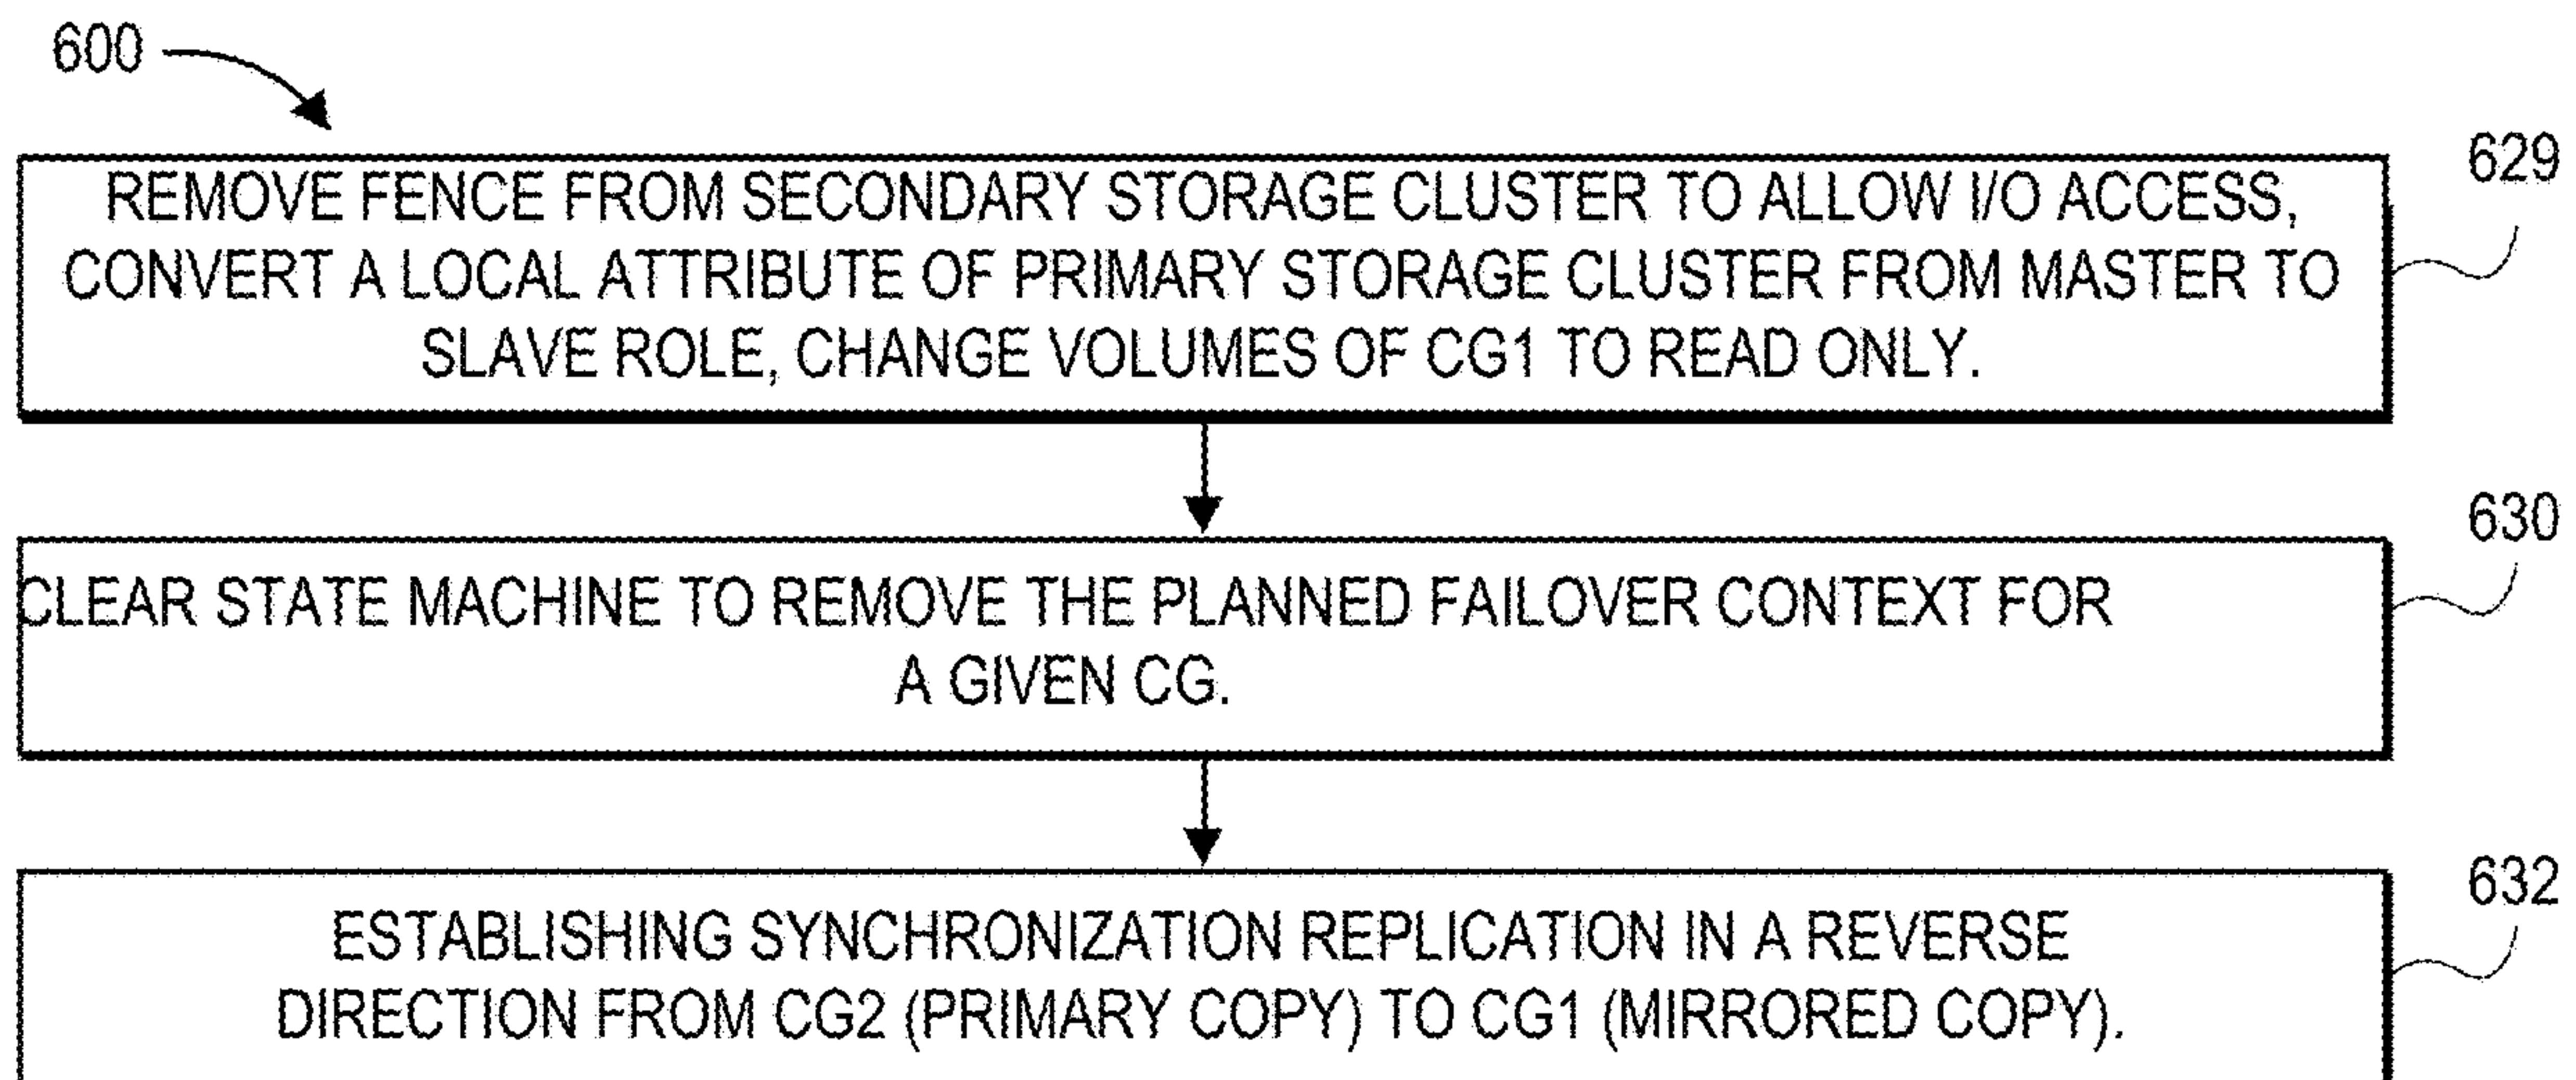 600
629
REMOVE FENCE FROM SECONDARY STORAGE CLUSTER TO ALLOW I/O ACCESS,
CONVERT A LOCAL ATTRIBUTE OF PRIMARY STORAGE CLUSTER FROM MASTER TO
SLAVE ROLE, CHANGE VOLUMES OF CG1 TO READ ONLY.
630
CLEAR STATE MACHINE TO REMOVE THE PLANNED FAILOVER CONTEXT FOR
A GIVEN CG.
632
ESTABLISHING SYNCHRONIZATION REPLICATION IN A REVERSE
DIRECTION FROM CG2 (PRIMARY COPY) TO CG1 (MIRRORED COPY).